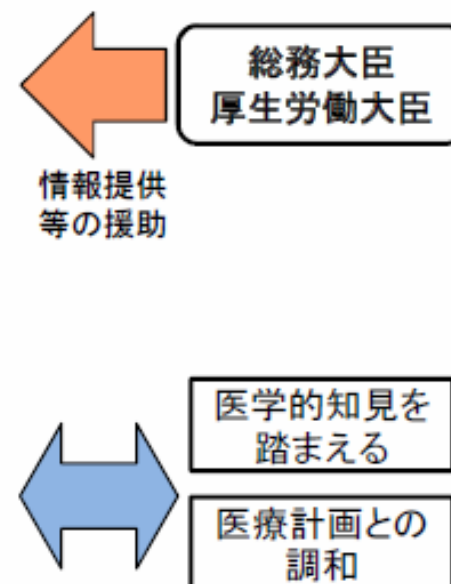 総務大臣
厚生労働大臣
情報提供
等の援助
医学的知見を
踏まえる
医療計画との
調和